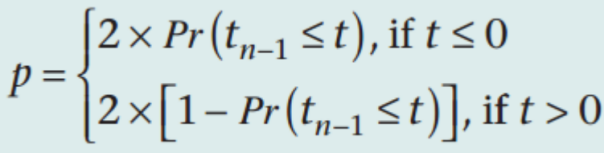 2 × Pr(tₙ₋₁ ≤ t), if t ≤ 0
p = {
2 × [1 − Pr(tₙ₋₁ ≤ t)], if t > 0